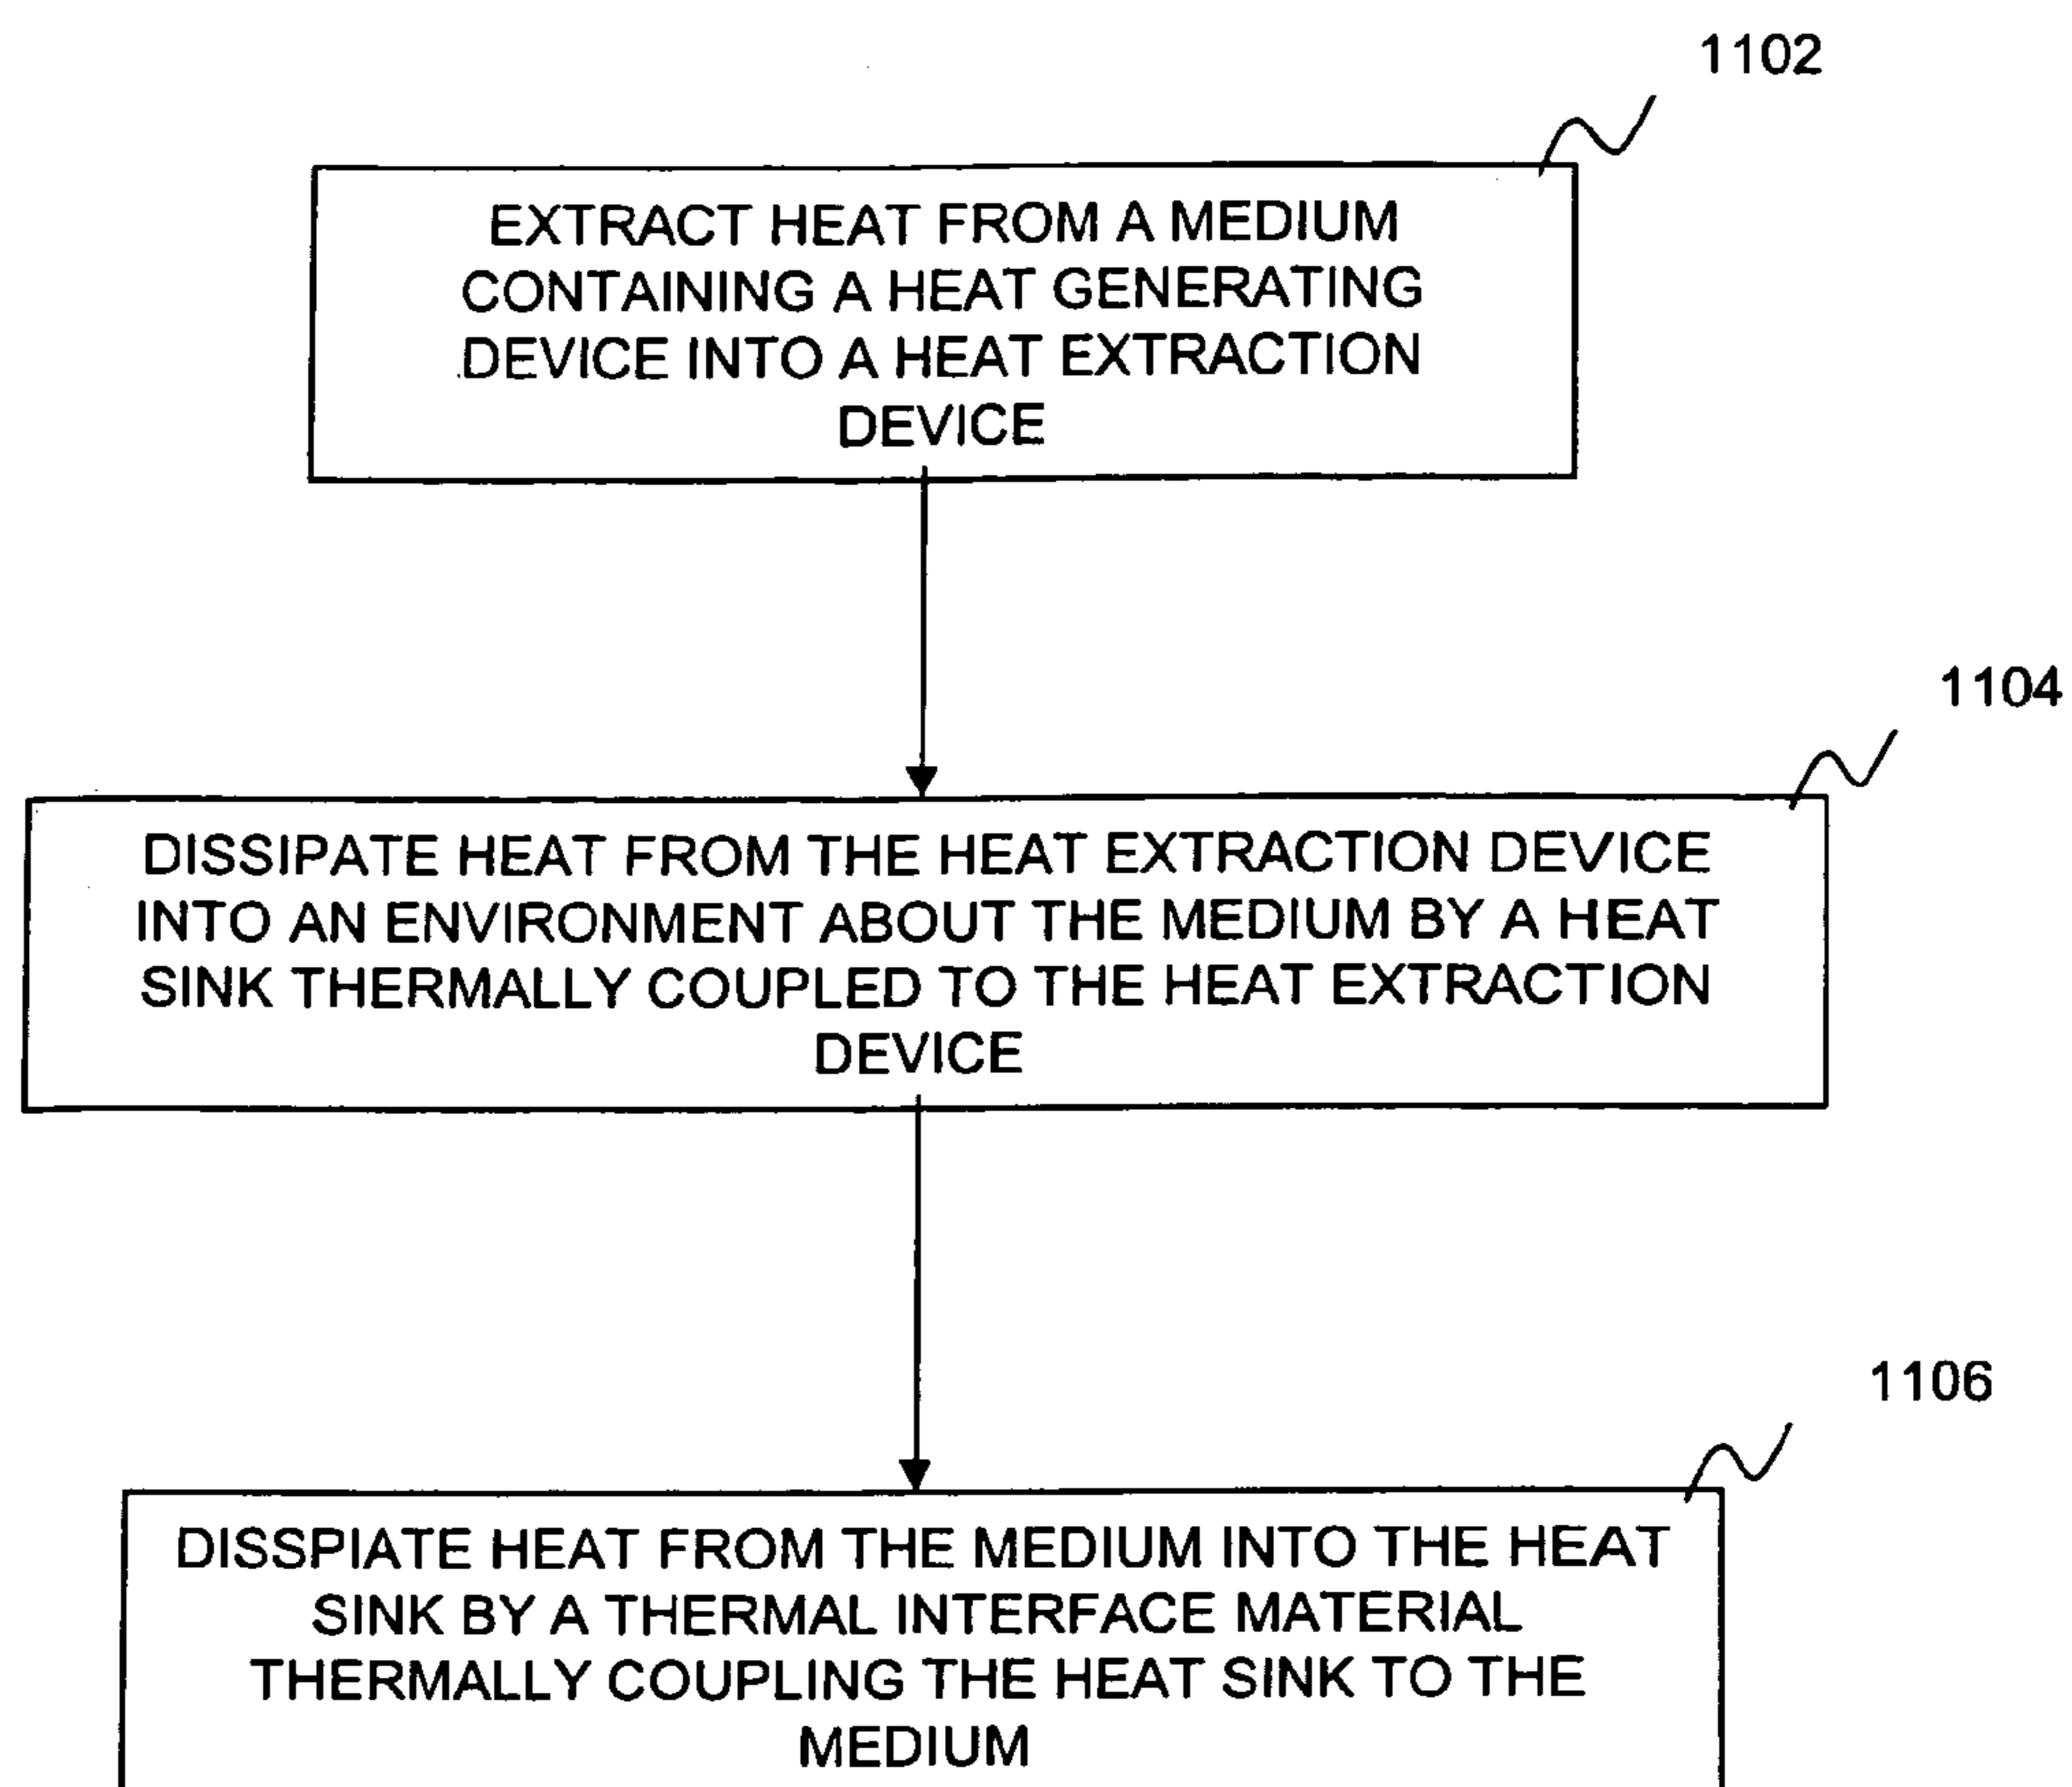 1102
EXTRACT HEAT FROM A MEDIUM
CONTAINING A HEAT GENERATING
DEVICE INTO A HEAT EXTRACTION
DEVICE
1104
DISSIPATE HEAT FROM THE HEAT EXTRACTION DEVICE
INTO AN ENVIRONMENT ABOUT THE MEDIUM BY A HEAT
SINK THERMALLY COUPLED TO THE HEAT EXTRACTION
DEVICE
1106
DISSPIATE HEAT FROM THE MEDIUM INTO THE HEAT
SINK BY A THERMAL INTERFACE MATERIAL
THERMALLY COUPLING THE HEAT SINK TO THE
MEDIUM